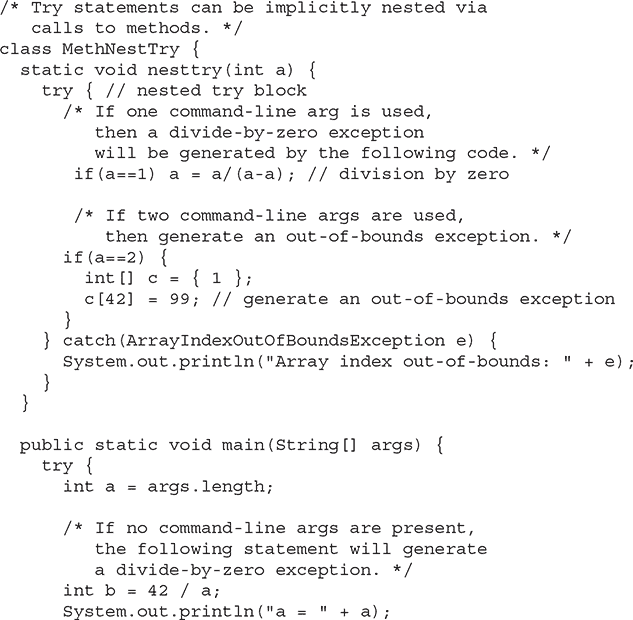 /* Try statements can be implicitly nested via
   calls to methods. */
class MethNestTry {
  static void nesttry(int a) {
    try { // nested try block
      /* If one command-line arg is used,
         then a divide-by-zero exception
         will be generated by the following code. */
       if(a==1) a = a/(a-a); // division by zero

       /* If two command-line args are used,
          then generate an out-of-bounds exception. */
      if(a==2) {
        int[] c = { 1 };
        c[42] = 99; // generate an out-of-bounds exception
      }
    } catch(ArrayIndexOutOfBoundsException e) {
      System.out.println("Array index out-of-bounds: " + e);
    }
  }

  public static void main(String[] args) {
    try {
      int a = args.length;

      /* If no command-line args are present,
         the following statement will generate
         a divide-by-zero exception. */
      int b = 42 / a;
      System.out.println("a = " + a);